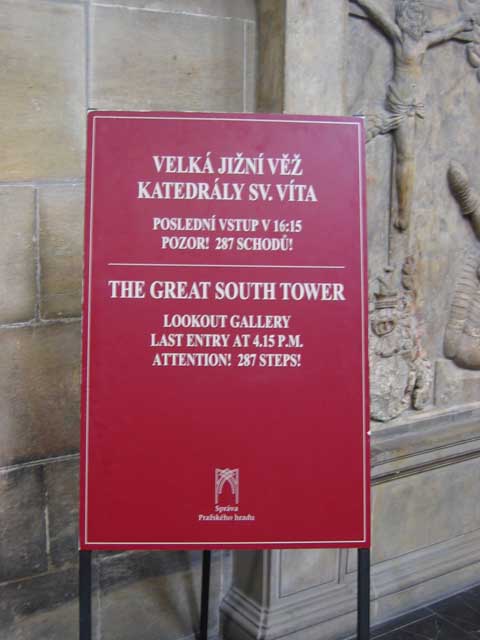 VELKÁ JIŽNÍ VĚŽ
KATEDRÁLY SV. VÍTA
POSLEDNÍ VSTUP V 16:15
POZOR! 287 SCHODŮ!
THE GREAT SOUTH TOWER
LOOKOUT GALLERY
LAST ENTRY AT 4.15 P.M.
ATTENTION! 287 STEPS!
Správa
Pražského hradu